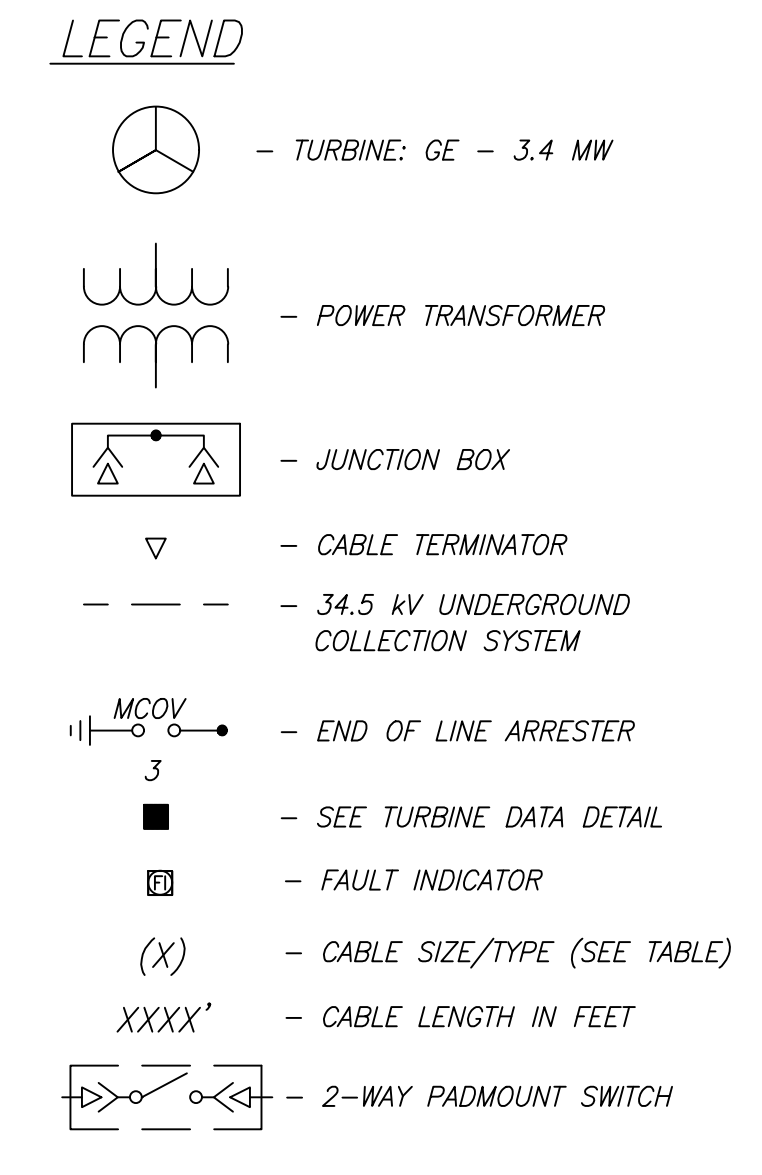 LEGEND
- TURBINE: GE - 3.4 MW
- POWER TRANSFORMER
- JUNCTION BOX
- CABLE TERMINATOR
- 34.5 kV UNDERGROUND
COLLECTION SYSTEM
MCOV
- END OF LINE ARRESTER
3
- SEE TURBINE DATA DETAIL
FI - FAULT INDICATOR
(X) - CABLE SIZE/TYPE (SEE TABLE)
XXXX' - CABLE LENGTH IN FEET
- 2-WAY PADMOUNT SWITCH